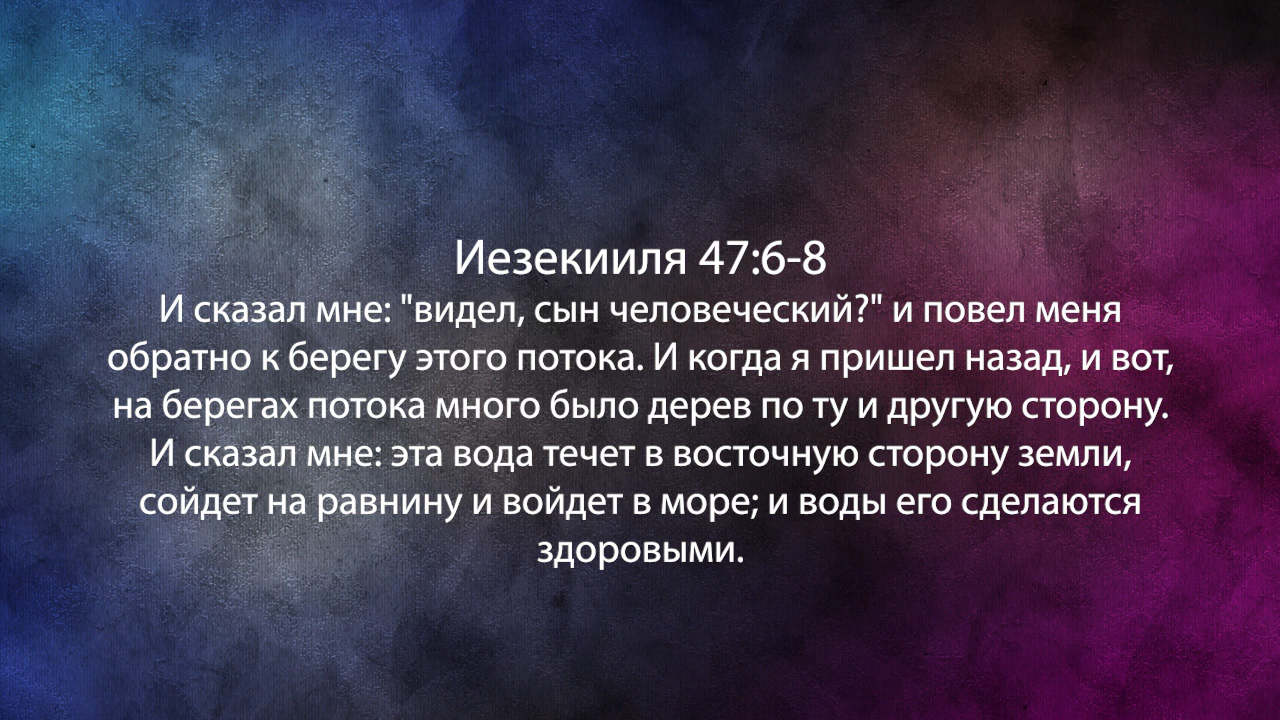 Иезекииля 47:6-8
И сказал мне: "видел, сын человеческий?" и повел меня
обратно к берегу этого потока. И когда я пришел назад, и вот,
на берегах потока много было дерев по ту и другую сторону.
И сказал мне: эта вода течет в восточную сторону земли,
сойдет на равнину и войдет в море; и воды его сделаются
здоровыми.